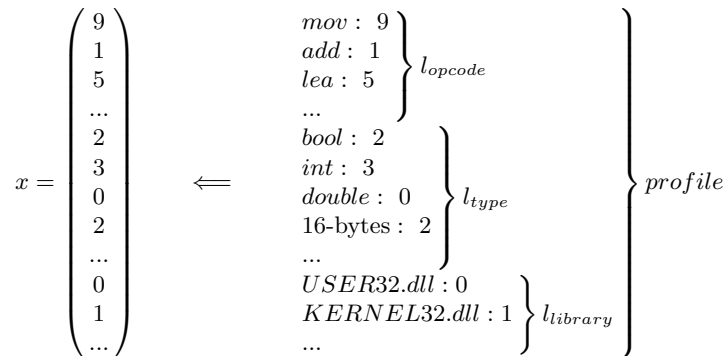 9 mov : 9
1 add : 1
5 lea : 5 l_opcode
... ...
2 bool : 2
3 int : 3
x = 0 ⟸ double : 0 l_type profile
2 16-bytes : 2
... ...
0 USER32.dll : 0
1 KERNEL32.dll : 1 l_library
... ...